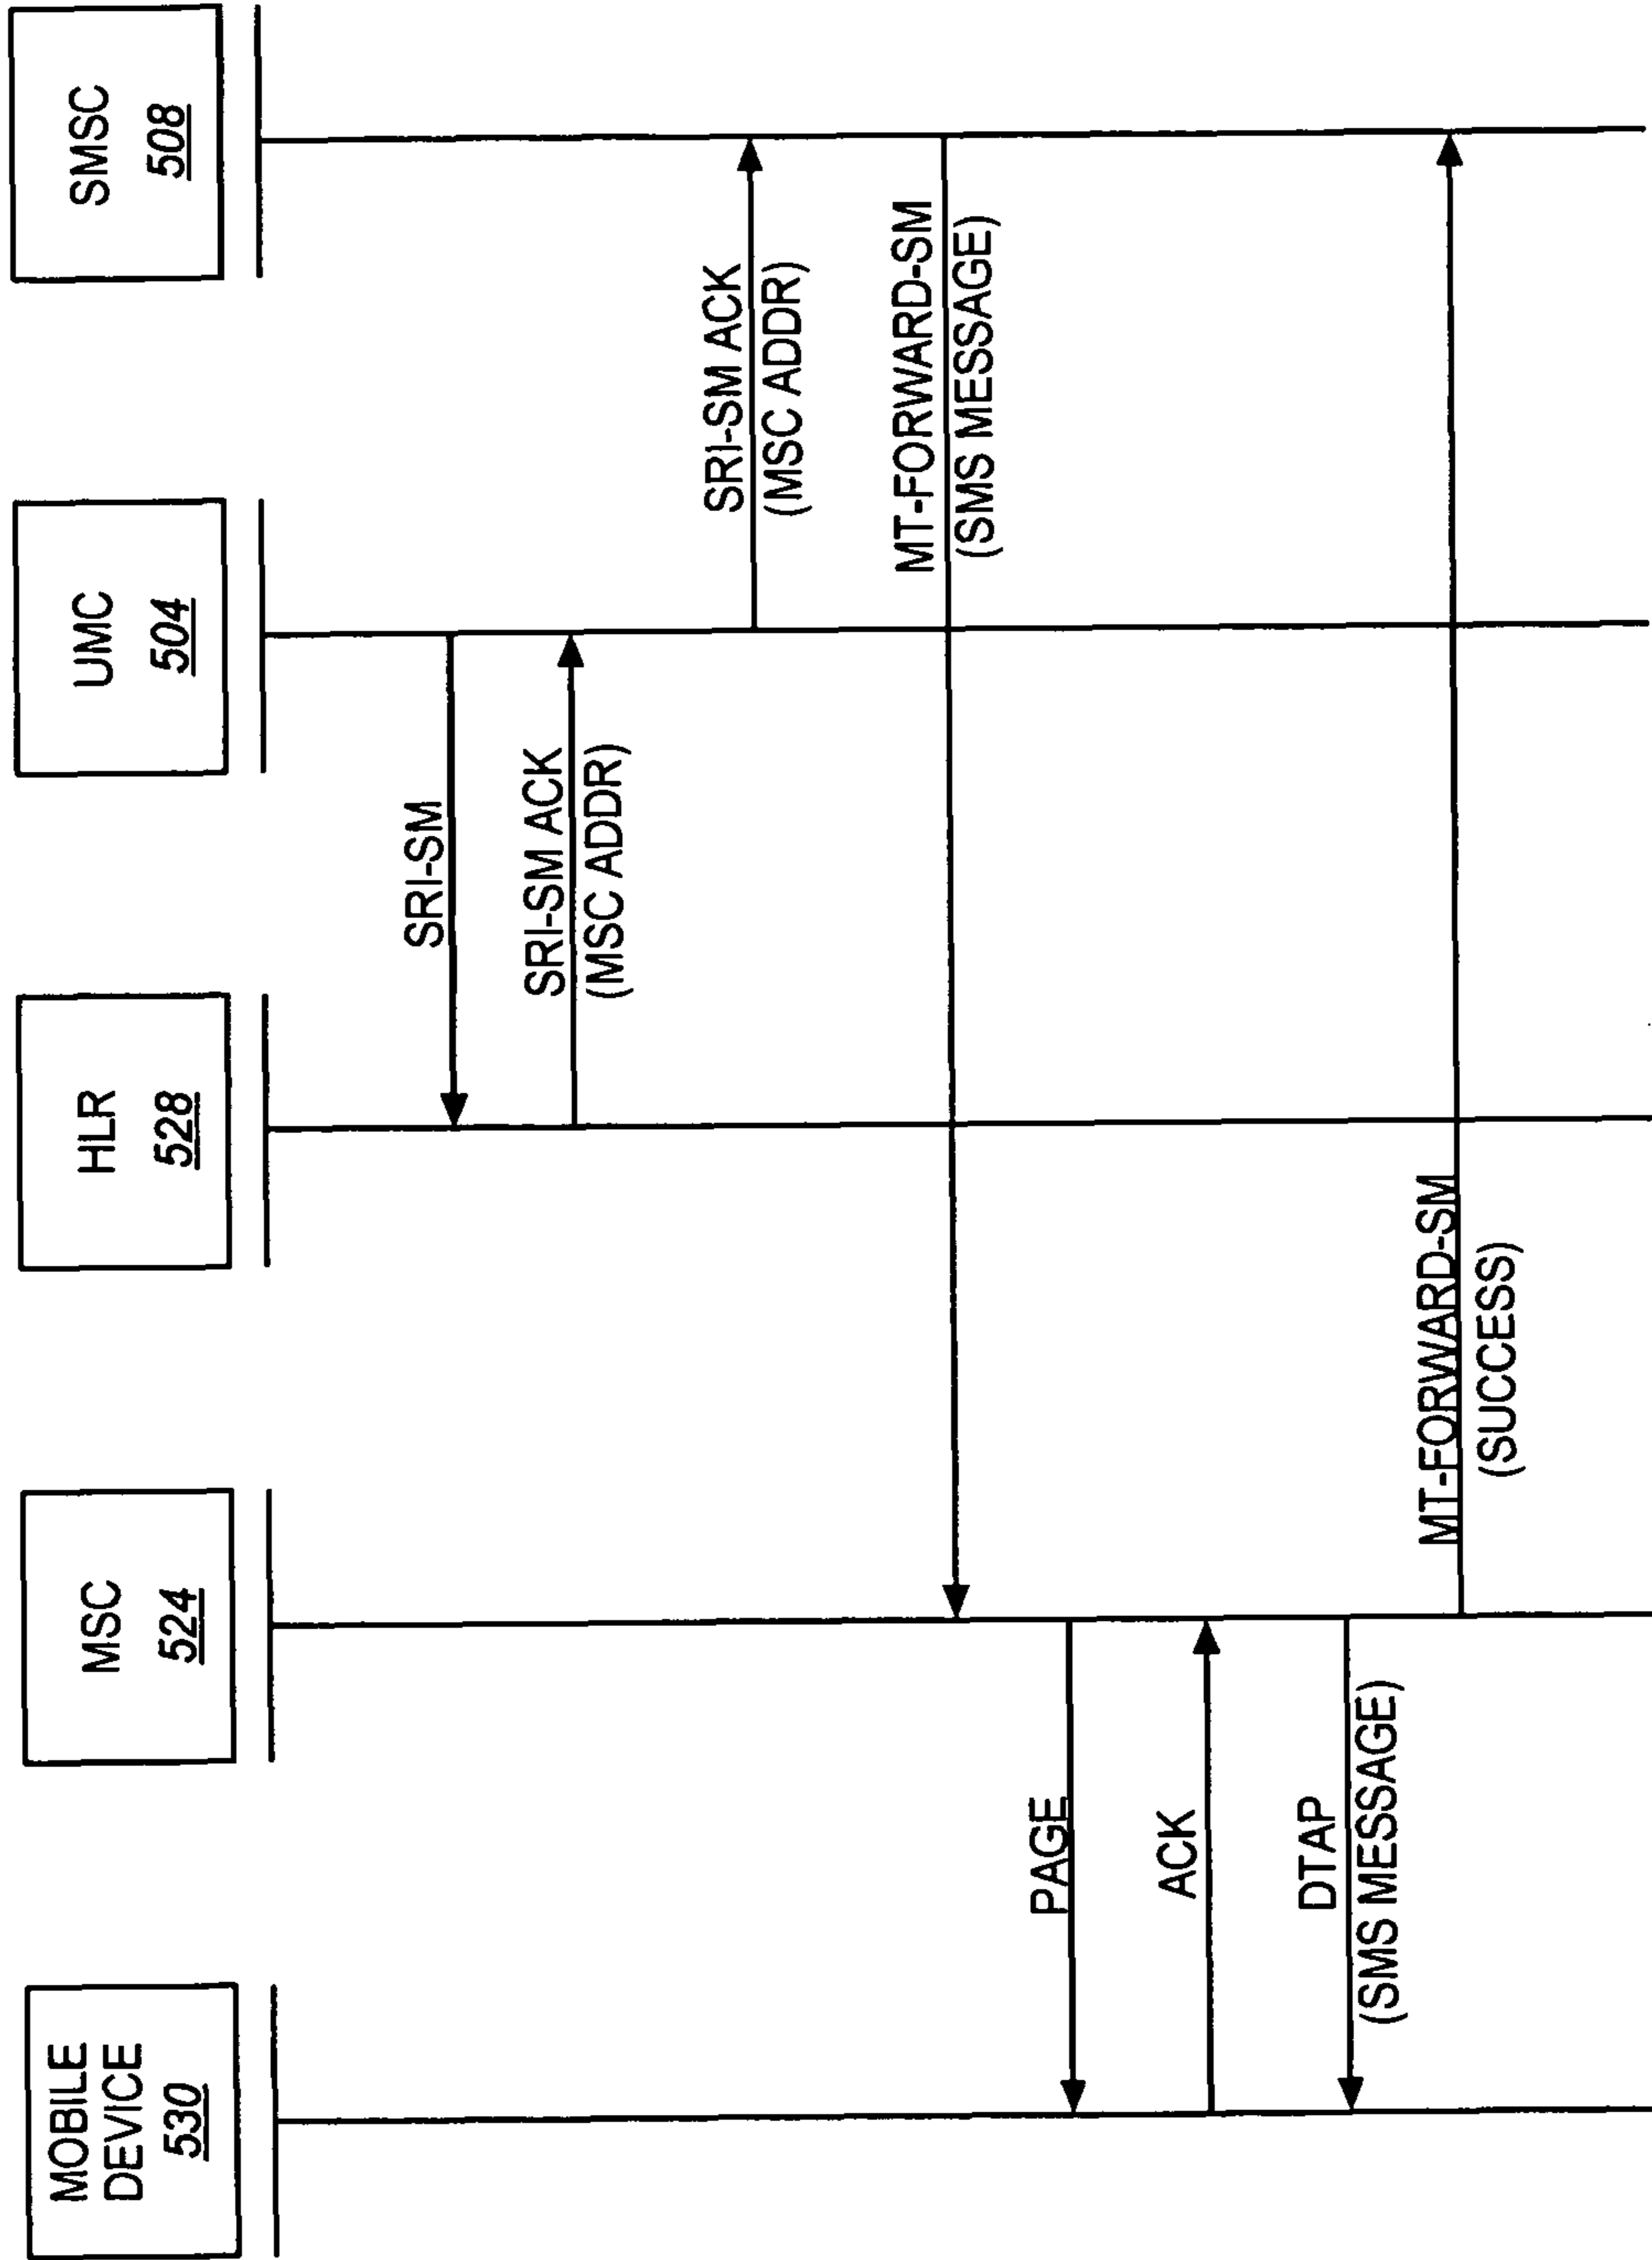 MOBILE
DEVICE
530
MSC
524
HLR
528
UMC
504
SMSC
508
SRI-SM
SRI-SM ACK
(MSC ADDR)
SRI-SM ACK
(MSC ADDR)
MT-FORWARD-SM
(SMS MESSAGE)
PAGE
ACK
DTAP
(SMS MESSAGE)
MT-FORWARD-SM
(SUCCESS)